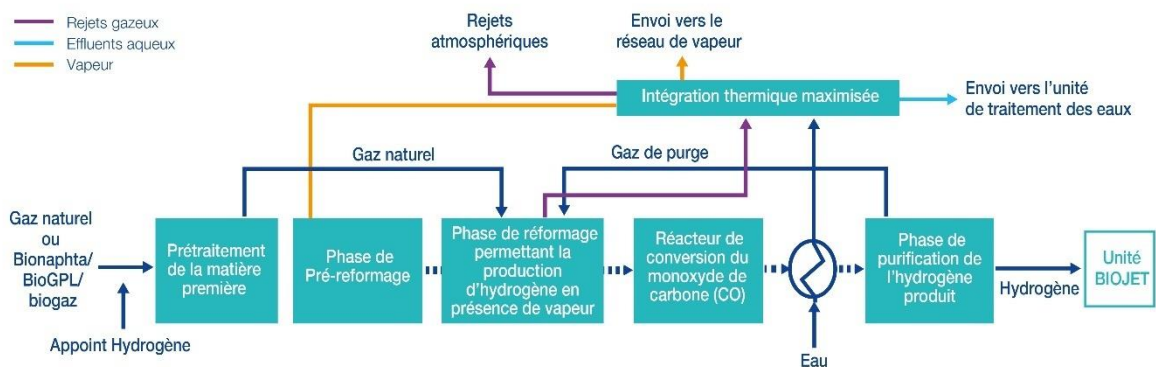 Rejets gazeux
Effluents aqueux
Vapeur
Rejets
atmosphériques
Envoi vers le
réseau de vapeur
Intégration thermique maximisée
Envoi vers l'unité
de traitement des eaux
Gaz naturel
Gaz de purge
Gaz naturel
ou
Bionaphta/
BioGPL/
biogaz
Prétraitement
de la matière
première
Phase de
Pré-reformage
Phase de réformage
permettant la
production
d'hydrogène en
présence de vapeur
Réacteur de
conversion du
monoxyde de
carbone (CO)
Phase de
purification de
l'hydrogène
produit
Hydrogène
Unité
BIOJET
Appoint Hydrogène
Eau